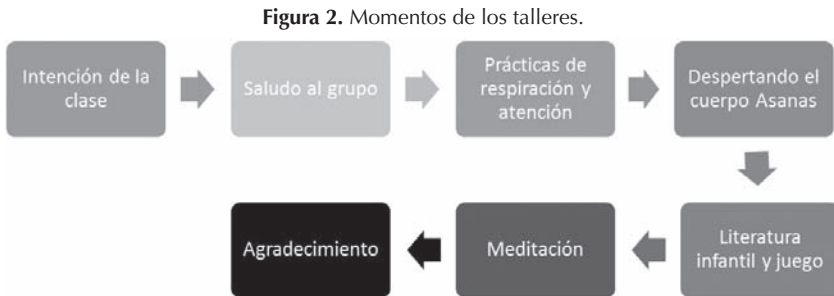 Figura 2. Momentos de los talleres.
Intención de la
clase
Saludo al grupo
Prácticas de
respiración y
atención
Despertando el
cuerpo Asanas
Literatura
infantil y juego
Meditación
Agradecimiento